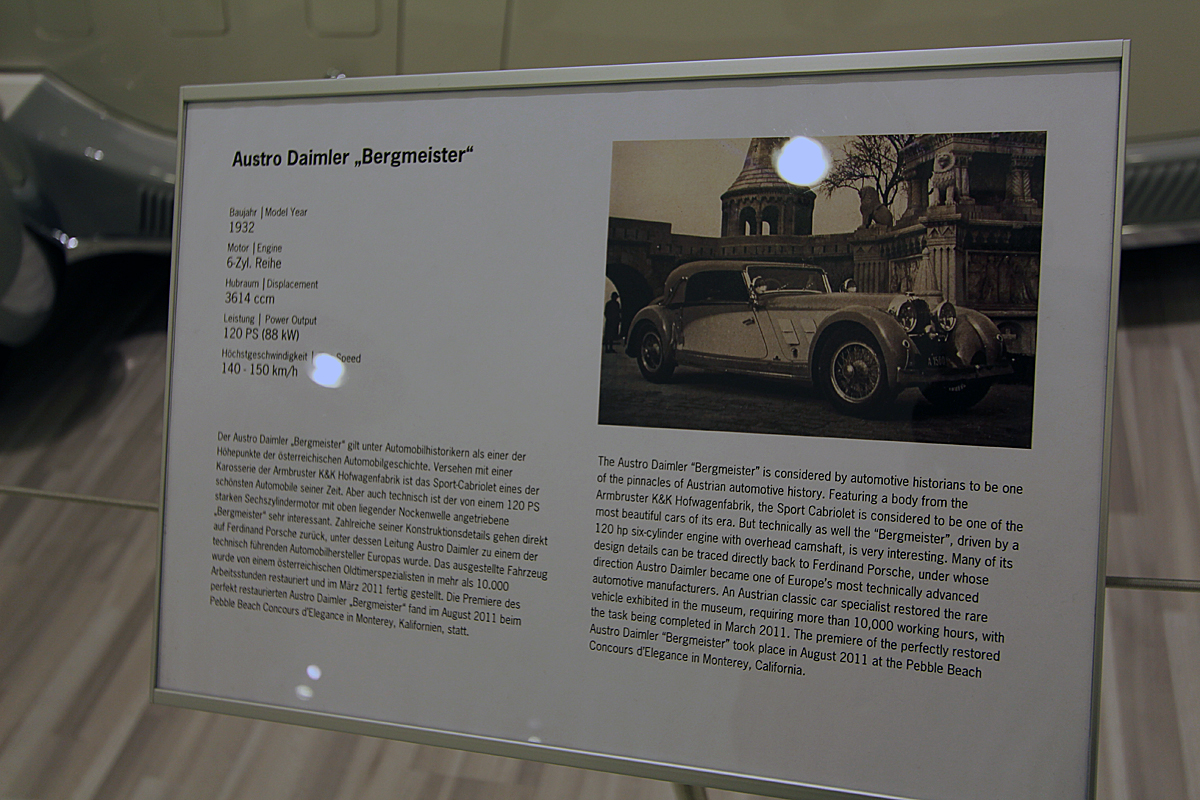 Austro Daimler „Bergmeister“
Baujahr | Model Year
1932
Motor | Engine
6-Zyl. Reihe
Hubraum | Displacement
3614 ccm
Leistung | Power Output
120 PS (88 kW)
Höchstgeschwindigkeit | Speed
140 - 150 km/h
Der Austro Daimler „Bergmeister“ gilt unter Automobilhistorikern als einer der
Höhepunkte der österreichischen Automobilgeschichte. Versehen mit einer
Karosserie der Armbruster K&K Hofwagenfabrik ist das Sport-Cabriolet eines der
schönsten Automobile seiner Zeit. Aber auch technisch ist der von einem 120 PS
starken Sechszylindermotor mit oben liegender Nockenwelle angetriebene
„Bergmeister“ sehr interessant. Zahlreiche seiner Konstruktionsdetails gehen direkt
auf Ferdinand Porsche zurück, unter dessen Leitung Austro Daimler zu einem der
technisch führenden Automobilhersteller Europas wurde. Das ausgestellte Fahrzeug
wurde von einem österreichischen Oldtimerspezialisten in mehr als 10.000
Arbeitsstunden restauriert und im März 2011 fertig gestellt. Die Premiere des
perfekt restaurierten Austro Daimler „Bergmeister“ fand im August 2011 beim
Pebble Beach Concours d'Elegance in Monterey, Kalifornien, statt.
The Austro Daimler “Bergmeister” is considered by automotive historians to be one
of the pinnacles of Austrian automotive history. Featuring a body from the
Armbruster K&K Hofwagenfabrik, the Sport Cabriolet is considered to be one of the
most beautiful cars of its era. But technically as well the “Bergmeister”, driven by a
120 hp six-cylinder engine with overhead camshaft, is very interesting. Many of its
design details can be traced directly back to Ferdinand Porsche, under whose
direction Austro Daimler became one of Europe's most technically advanced
automotive manufacturers. An Austrian classic car specialist restored the rare
vehicle exhibited in the museum, requiring more than 10,000 working hours, with
the task being completed in March 2011. The premiere of the perfectly restored
Austro Daimler “Bergmeister” took place in August 2011 at the Pebble Beach
Concours d'Elegance in Monterey, California.